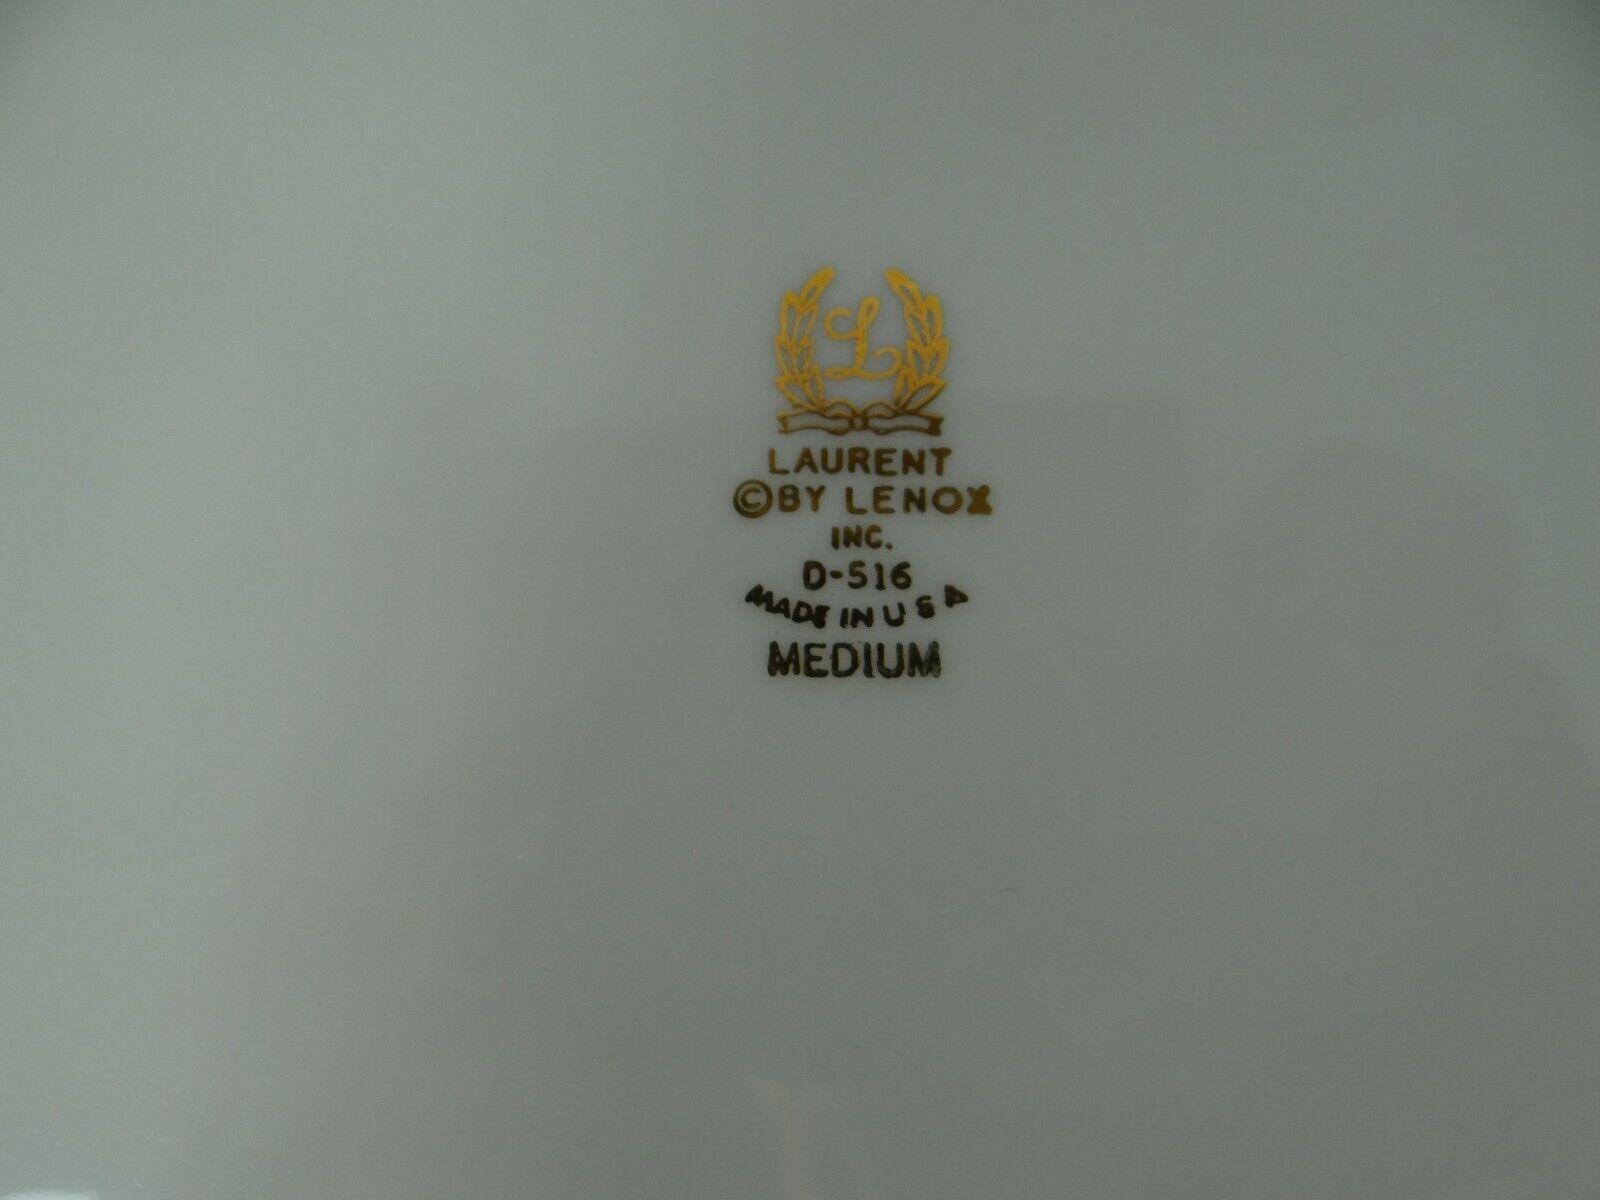 L
LAURENT
©BY LENOX
INC.
D-516
MADE IN U S A
MEDIUM